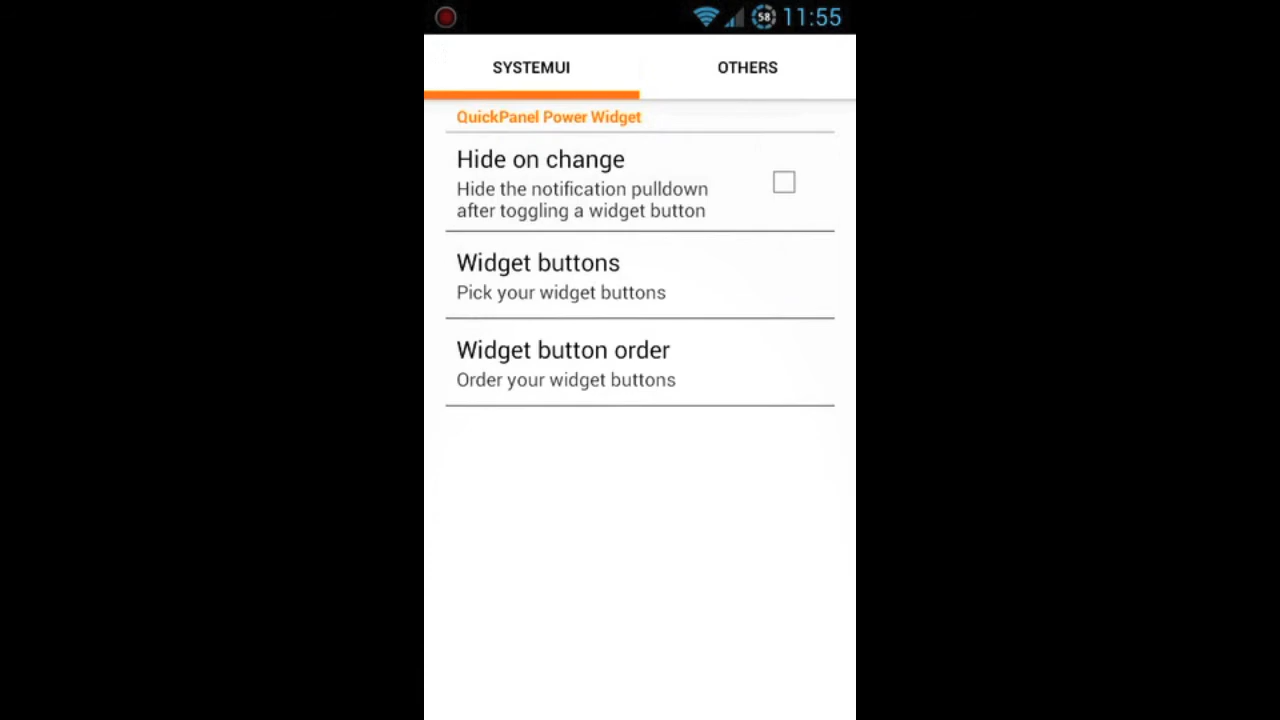 58 11:55
SYSTEMUI OTHERS
QuickPanel Power Widget
Hide on change
Hide the notification pulldown
after toggling a widget button
Widget buttons
Pick your widget buttons
Widget button order
Order your widget buttons